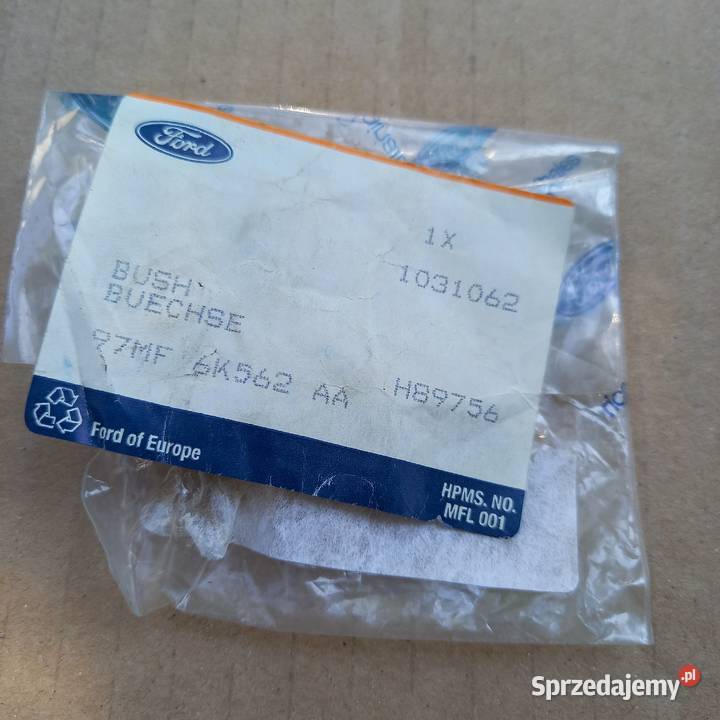 Ford
1X
BUSH 1031062
BUECHSE
97MF 6K562 AA H89756
Ford of Europe
HPMS. NO.
MFL 001
Sprzedajemy.pl